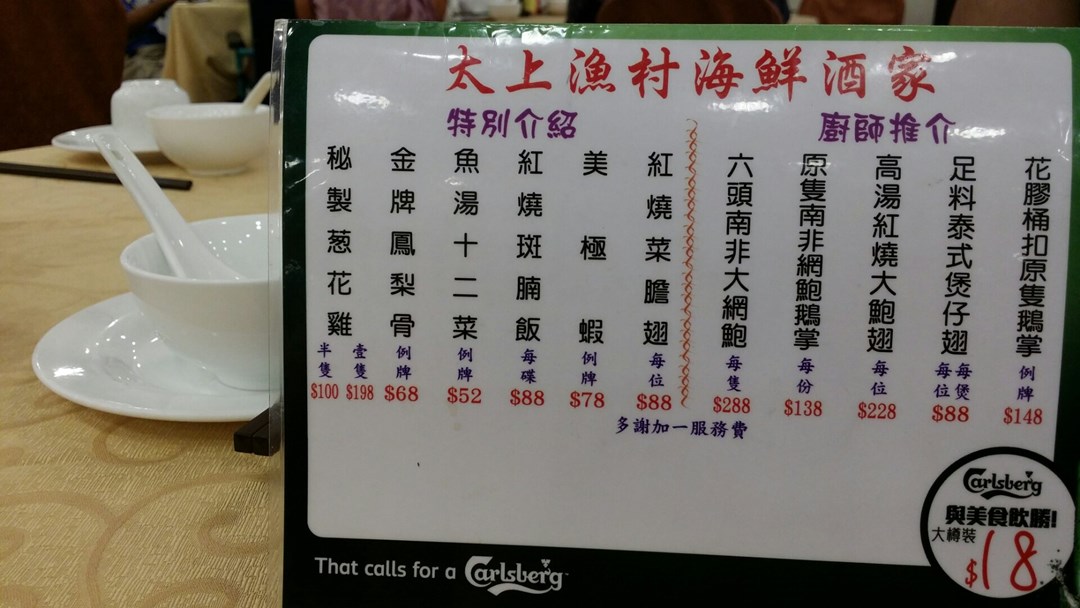 太上漁村海鮮酒家
廚師推介
花膠桶扣原隻鵝掌
例牌
$148
足料泰式煲仔翅
每煲
每位
$88
高湯紅燒大鮑翅
每位
$228
原隻南非網鮑鵝掌
每份
$138
六頭南非大網鮑
每隻
$288
特別介紹
紅燒菜膽翅
每位
$88
美極蝦
例牌
$78
紅燒斑腩飯
每碟
$88
魚湯十二菜
例牌
$52
金牌鳳梨骨
例牌
$68
秘製葱花雞
壹隻
$198
半隻
$100
多謝加一服務費
Carlsberg
與美食飲勝!
大樽裝
$18
That calls for a Carlsberg